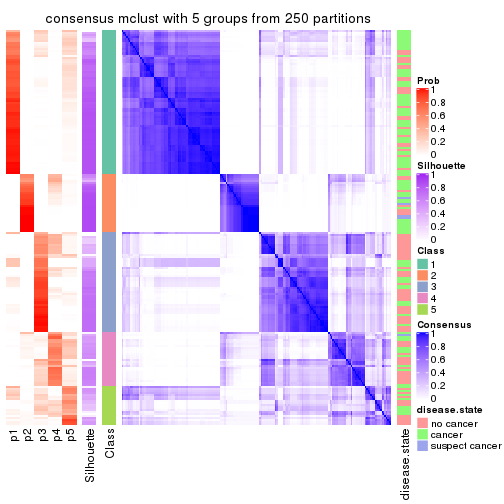 consensus mclust with 5 groups from 250 partitions
Prob
1
0.8
0.6
0.4
0.2
0
Silhouette
1
0.8
0.6
0.4
0.2
0
Class
1
2
3
4
5
Consensus
1
0.8
0.6
0.4
0.2
0
disease.state
no cancer
cancer
suspect cancer
p1
p2
p3
p4
p5
Silhouette
Class
disease.state